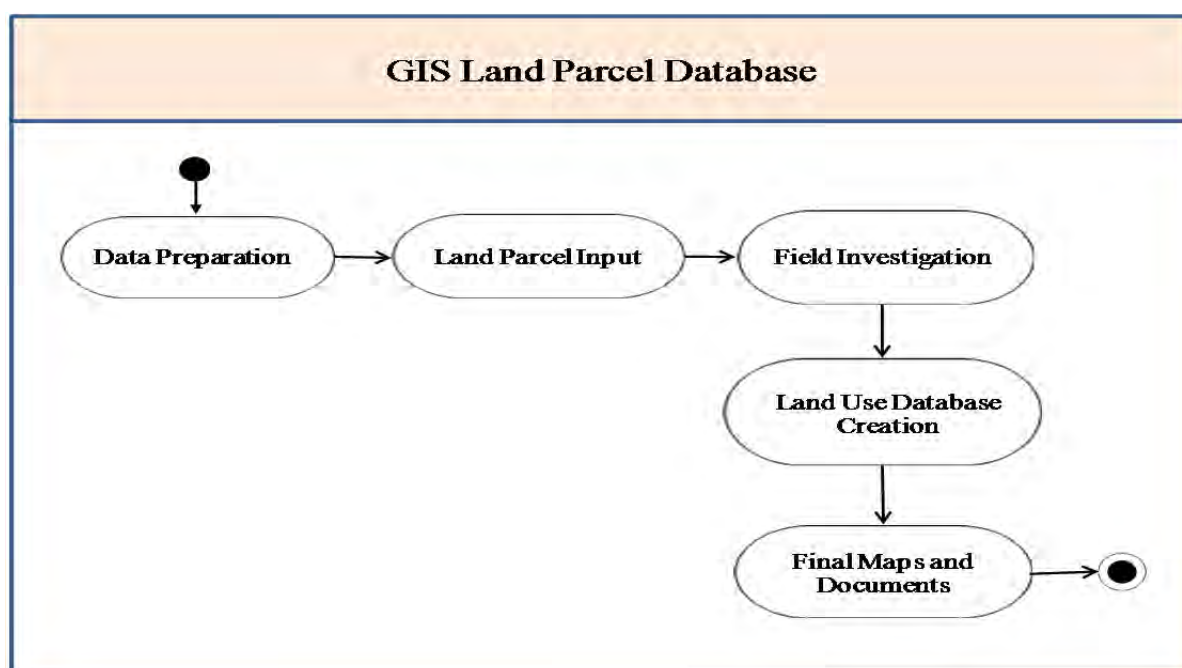 GIS Land Parcel Database
Data Preparation
Land Parcel Input
Field Investigation
Land Use Database
Creation
Final Maps and
Documents